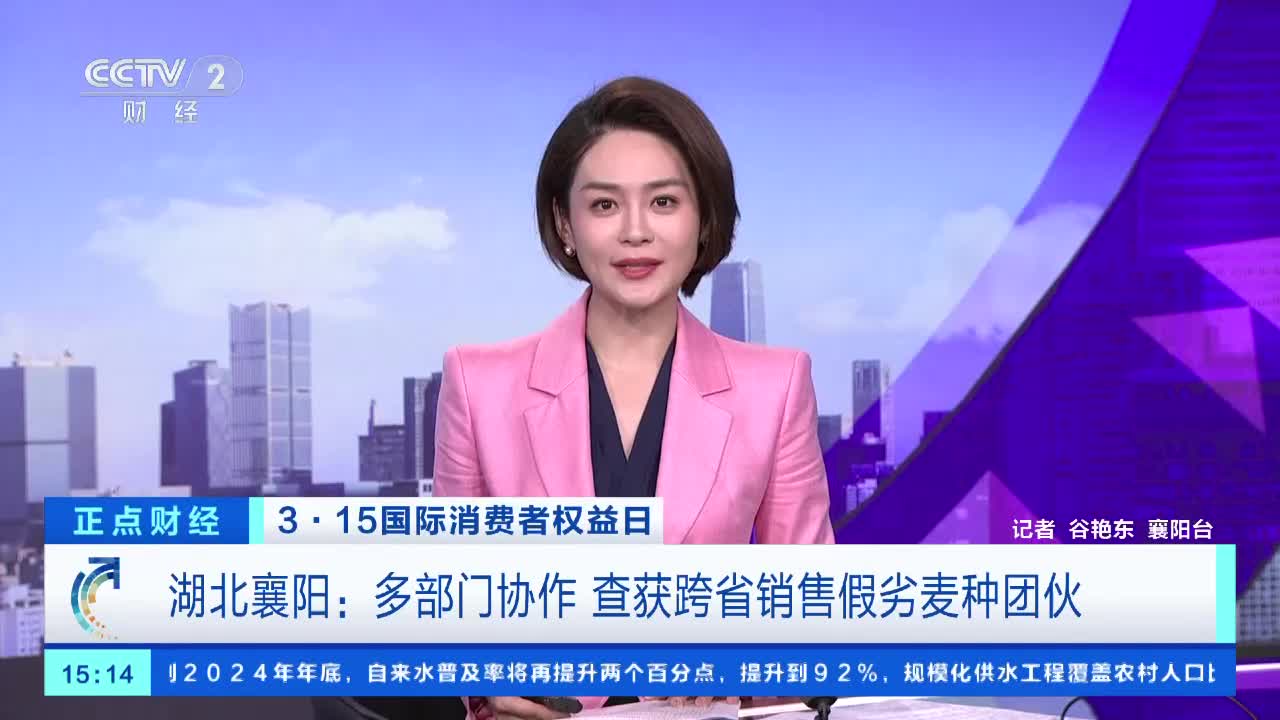 CCTV 2
财 经
正点财经
3·15国际消费者权益日
记者 谷艳东 襄阳台
湖北襄阳：多部门协作 查获跨省销售假劣麦种团伙
15:14
2024年年底，自来水普及率将再提升两个百分点，提升到92%，规模化供水工程覆盖农村人口